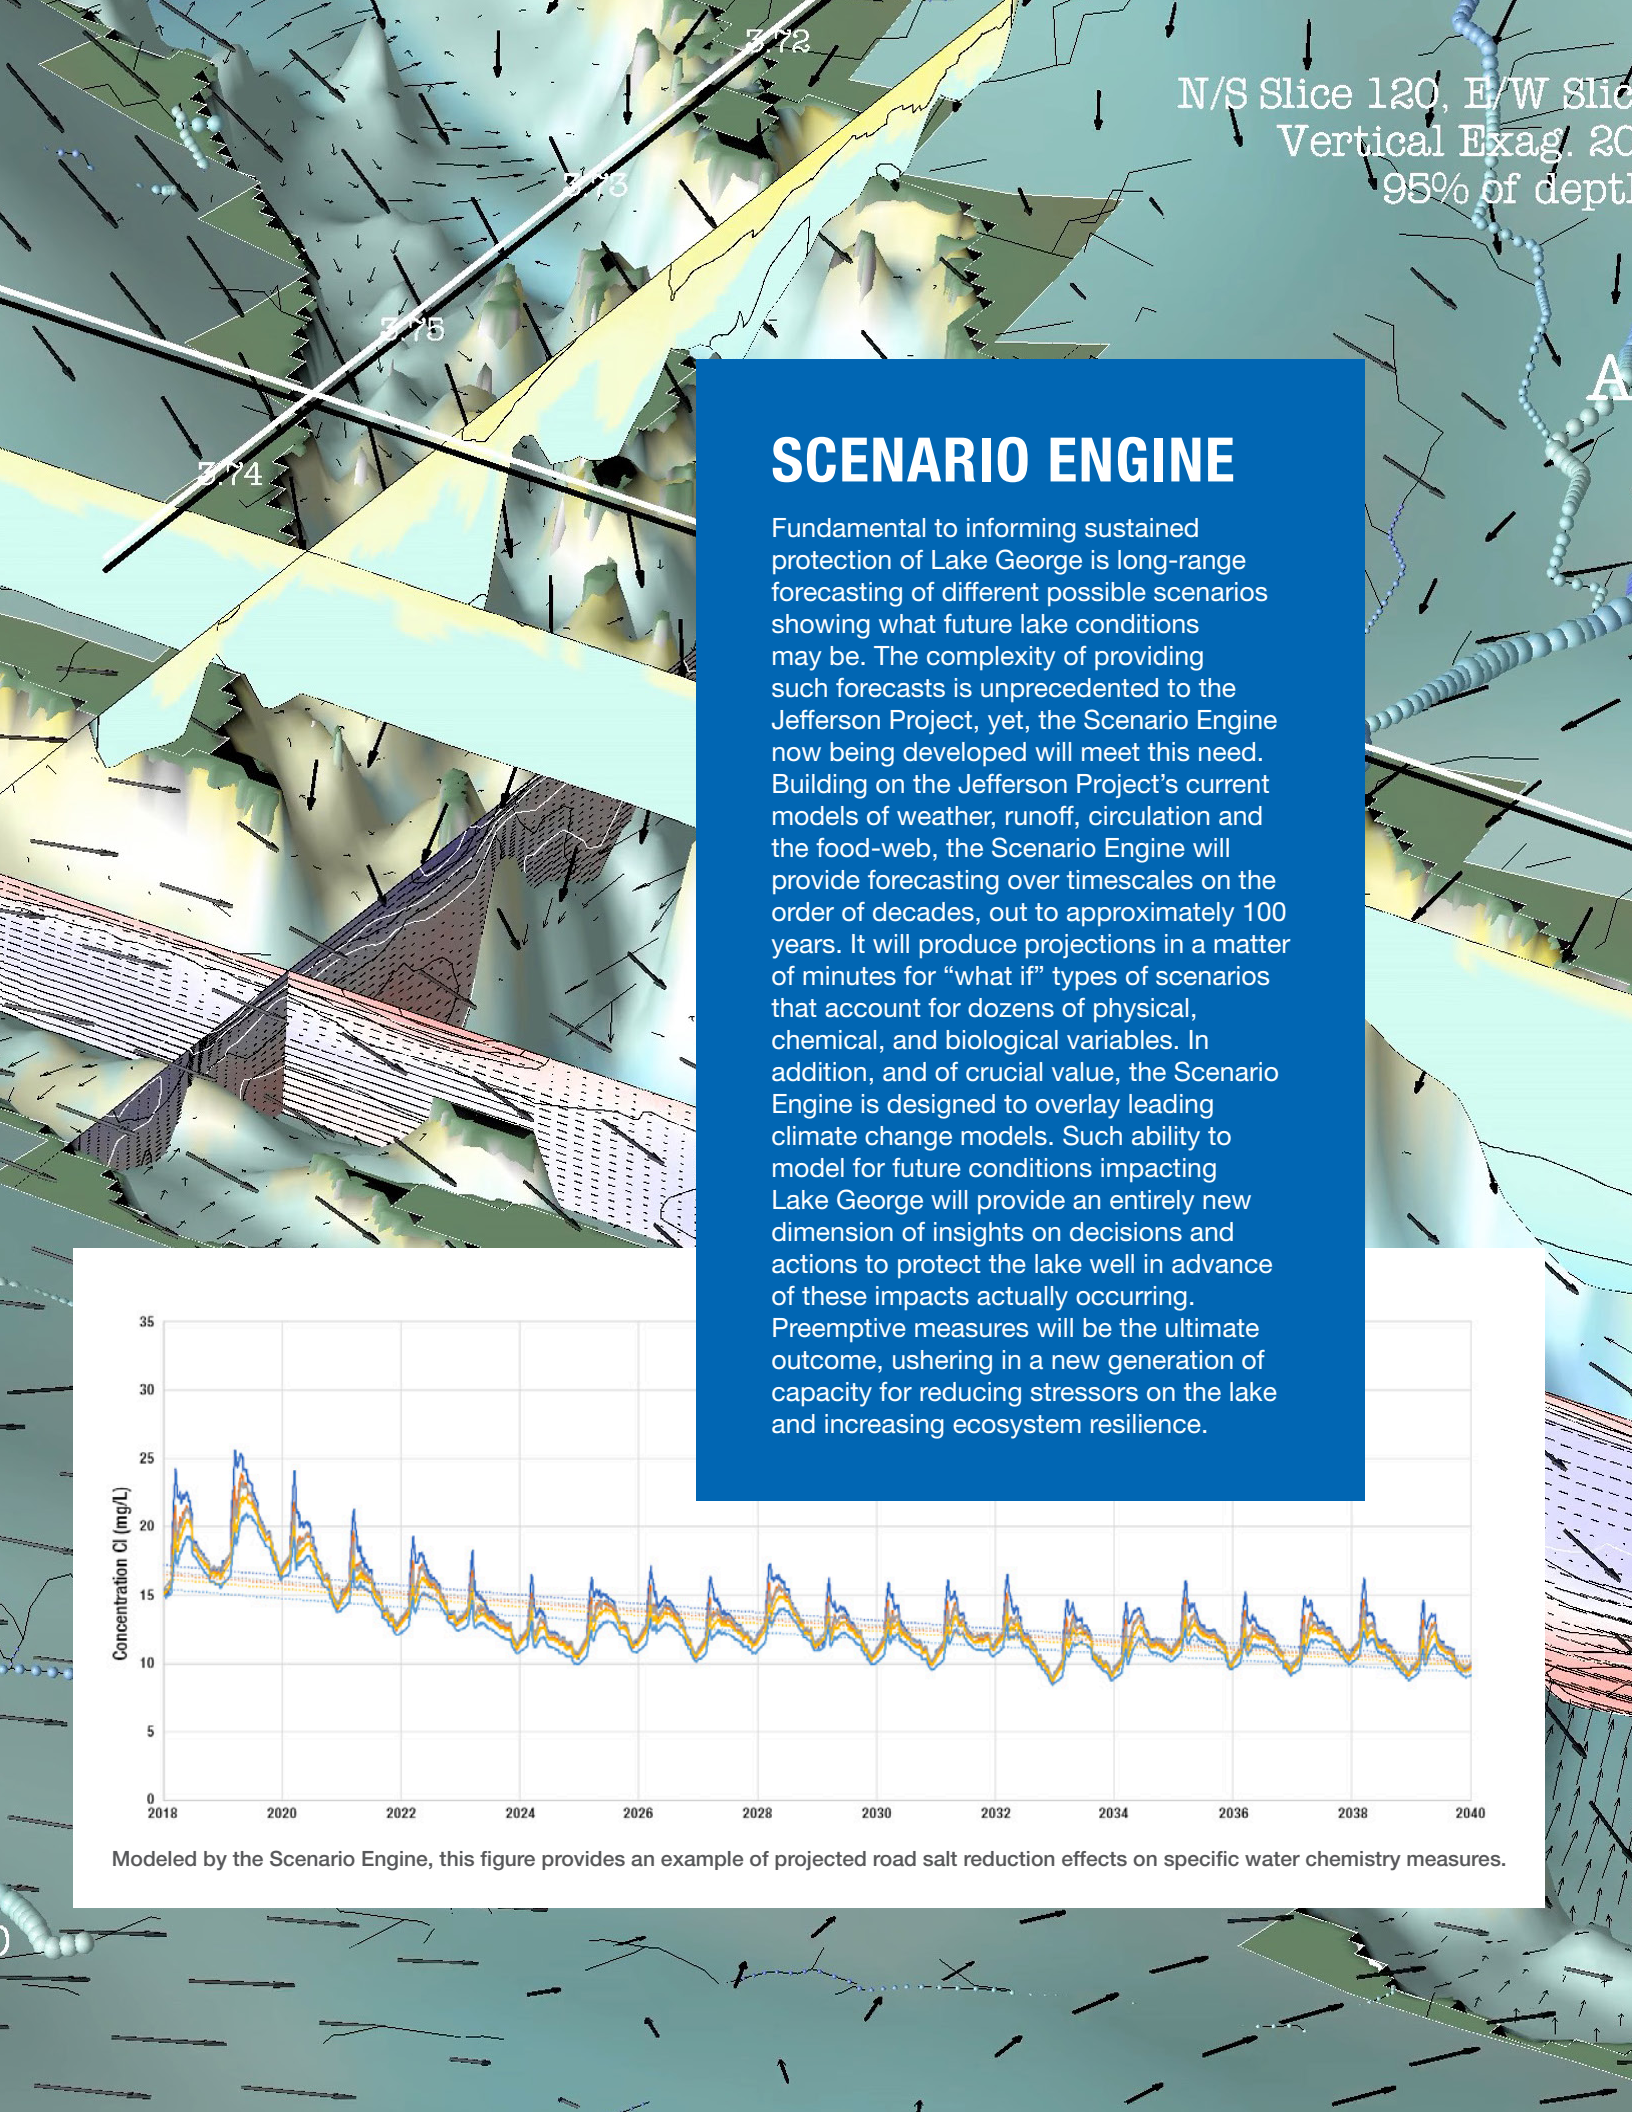 3.72
N/S Slice 120, E/W
Vertical Exag.
95% of
3.73
3.75
A
3.74
SCENARIO ENGINE
Fundamental to informing sustained
protection of Lake George is long-range
forecasting of different possible scenarios
showing what future lake conditions
may be. The complexity of providing
such forecasts is unprecedented to the
Jefferson Project, yet, the Scenario Engine
now being developed will meet this need.
Building on the Jefferson Project’s current
models of weather, runoff, circulation and
the food-web, the Scenario Engine will
provide forecasting over timescales on the
order of decades, out to approximately 100
years. It will produce projections in a matter
of minutes for “what if” types of scenarios
that account for dozens of physical,
chemical, and biological variables. In
addition, and of crucial value, the Scenario
Engine is designed to overlay leading
climate change models. Such ability to
model for future conditions impacting
Lake George will provide an entirely new
dimension of insights on decisions and
actions to protect the lake well in advance
of these impacts actually occurring.
Preemptive measures will be the ultimate
outcome, ushering in a new generation of
capacity for reducing stressors on the lake
and increasing ecosystem resilience.
35
30
25
20
15
10
5
0
Concentration Cl (mg/L)
2018 2020 2022 2024 2026 2028 2030 2032 2034 2036 2038 2040
Modeled by the Scenario Engine, this figure provides an example of projected road salt reduction effects on specific water chemistry measures.